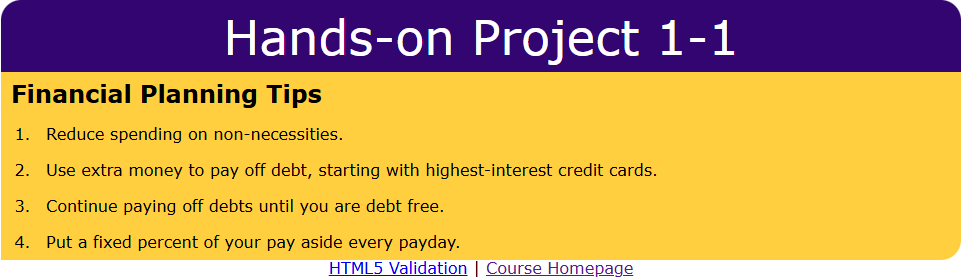 Hands-on Project 1-1
Financial Planning Tips
1. Reduce spending on non-necessities.
2. Use extra money to pay off debt, starting with highest-interest credit cards.
3. Continue paying off debts until you are debt free.
4. Put a fixed percent of your pay aside every payday.
HTML5 Validation | Course Homepage